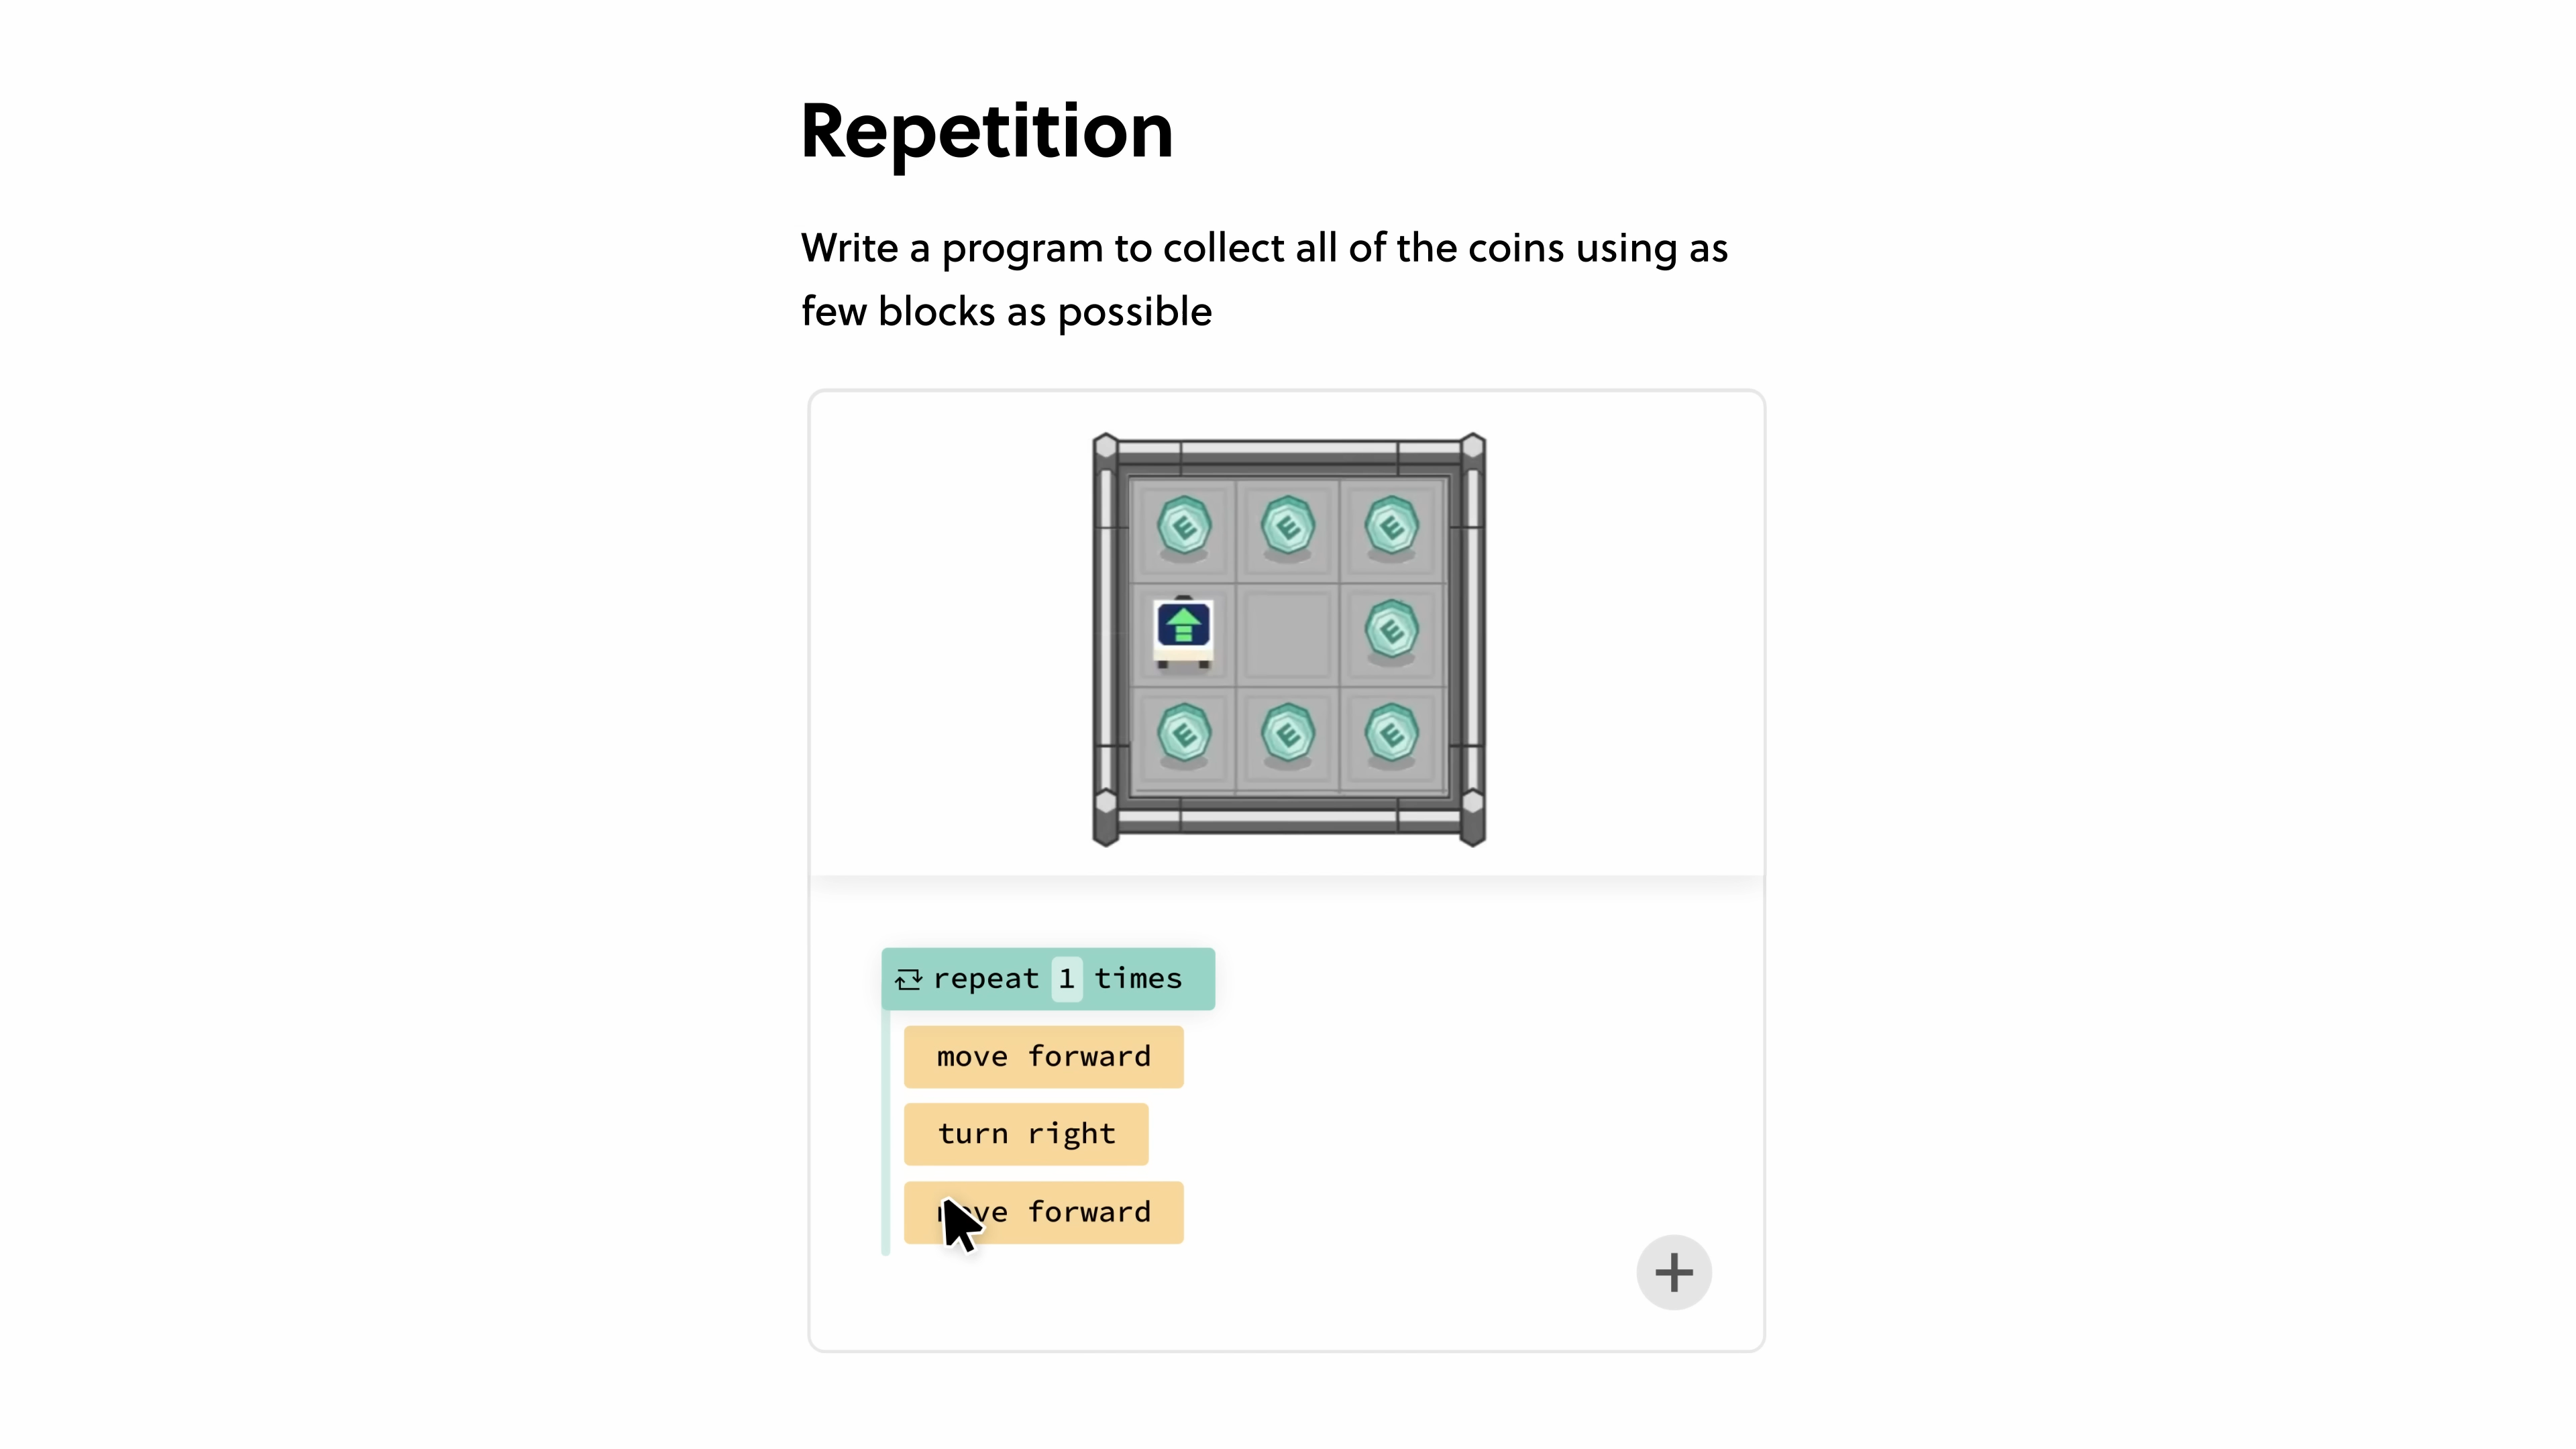 Repetition
Write a program to collect all of the coins using as
few blocks as possible
E E E
E
E E E
repeat 1 times
move forward
turn right
move forward